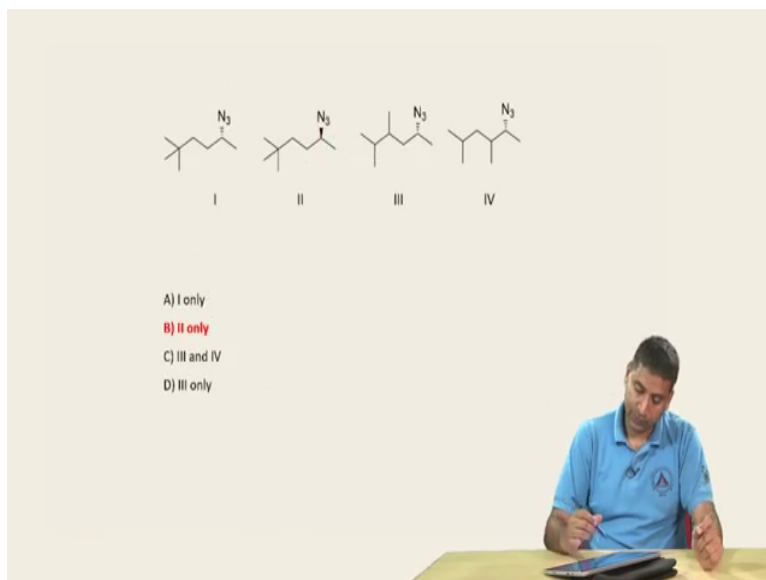 N3 N3 N3 N3
I II III IV
A) I only
B) II only
C) III and IV
D) III only